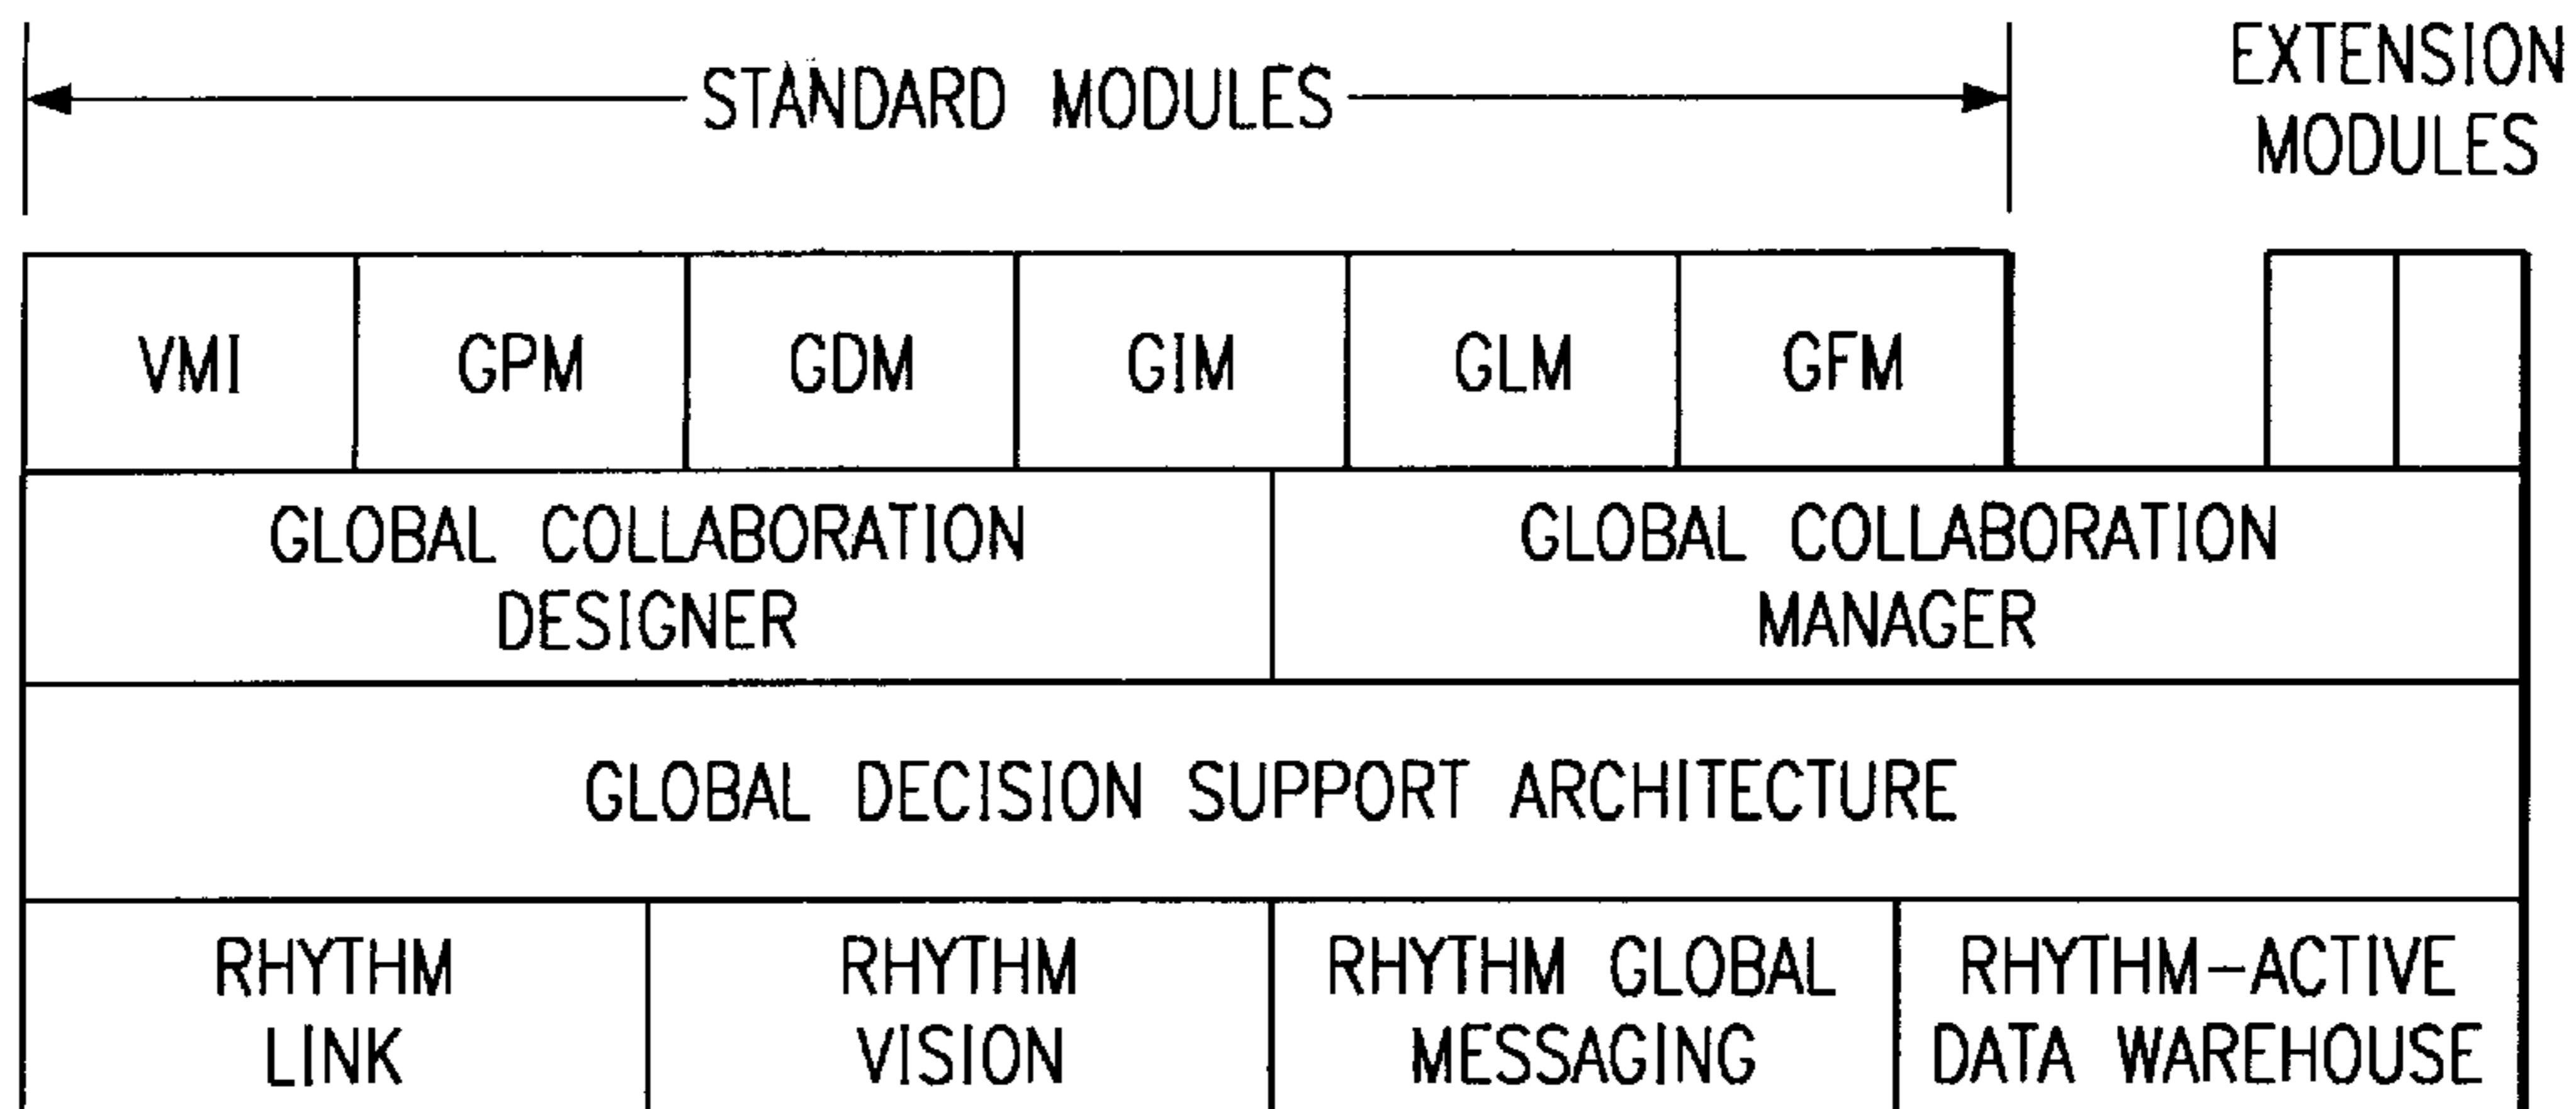 STANDARD MODULES
EXTENSION
MODULES
VMI
GPM
GDM
GIM
GLM
GFM
GLOBAL COLLABORATION
DESIGNER
GLOBAL COLLABORATION
MANAGER
GLOBAL DECISION SUPPORT ARCHITECTURE
RHYTHM
LINK
RHYTHM
VISION
RHYTHM GLOBAL
MESSAGING
RHYTHM-ACTIVE
DATA WAREHOUSE